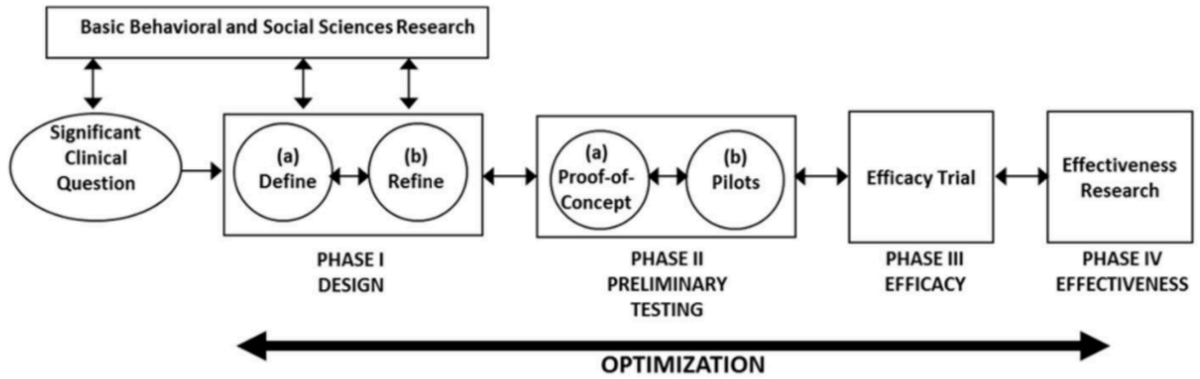 Basic Behavioral and Social Sciences Research
Significant
Clinical
Question
(a)
Define
(b)
Refine
(a)
Proof-of-
Concept
(b)
Pilots
Efficacy Trial
Effectiveness
Research
PHASE I
DESIGN
PHASE II
PRELIMINARY
TESTING
PHASE III
EFFICACY
PHASE IV
EFFECTIVENESS
OPTIMIZATION